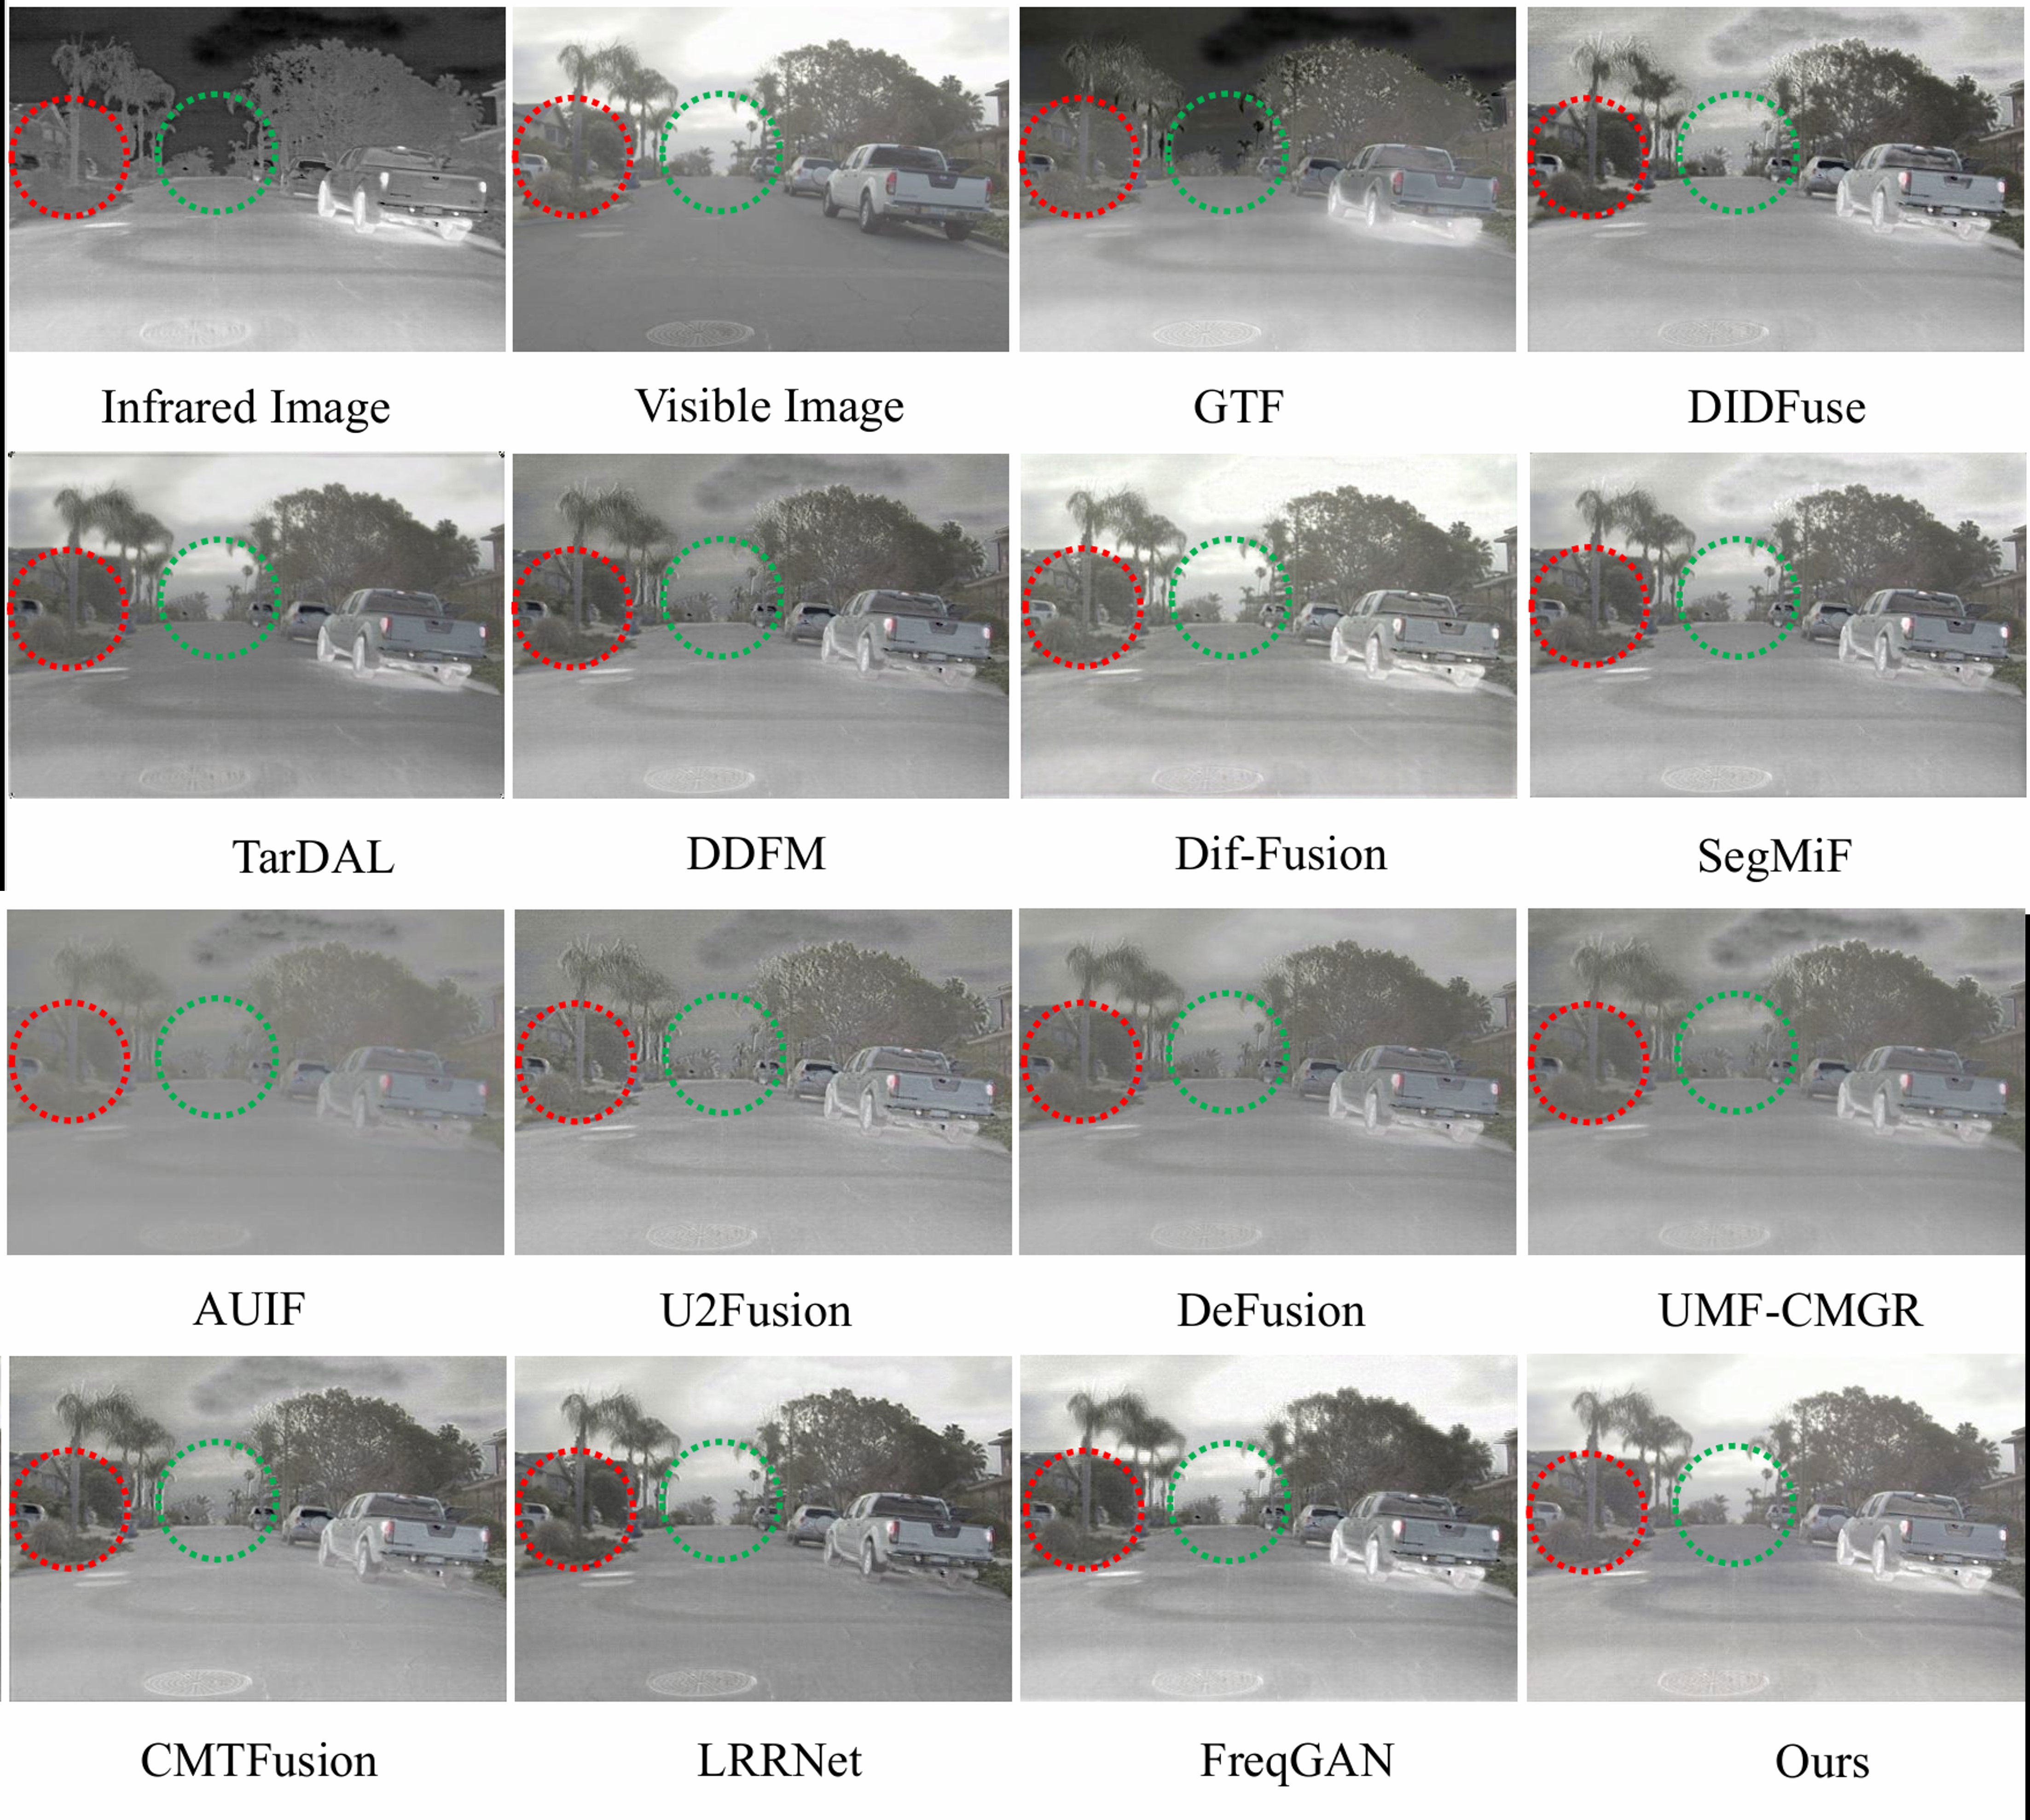 Infrared Image
Visible Image
GTF
DIDFuse
TarDAL
DDFM
Dif-Fusion
SegMiF
AUIF
U2Fusion
DeFusion
UMF-CMGR
CMTFusion
LRRNet
FreqGAN
Ours